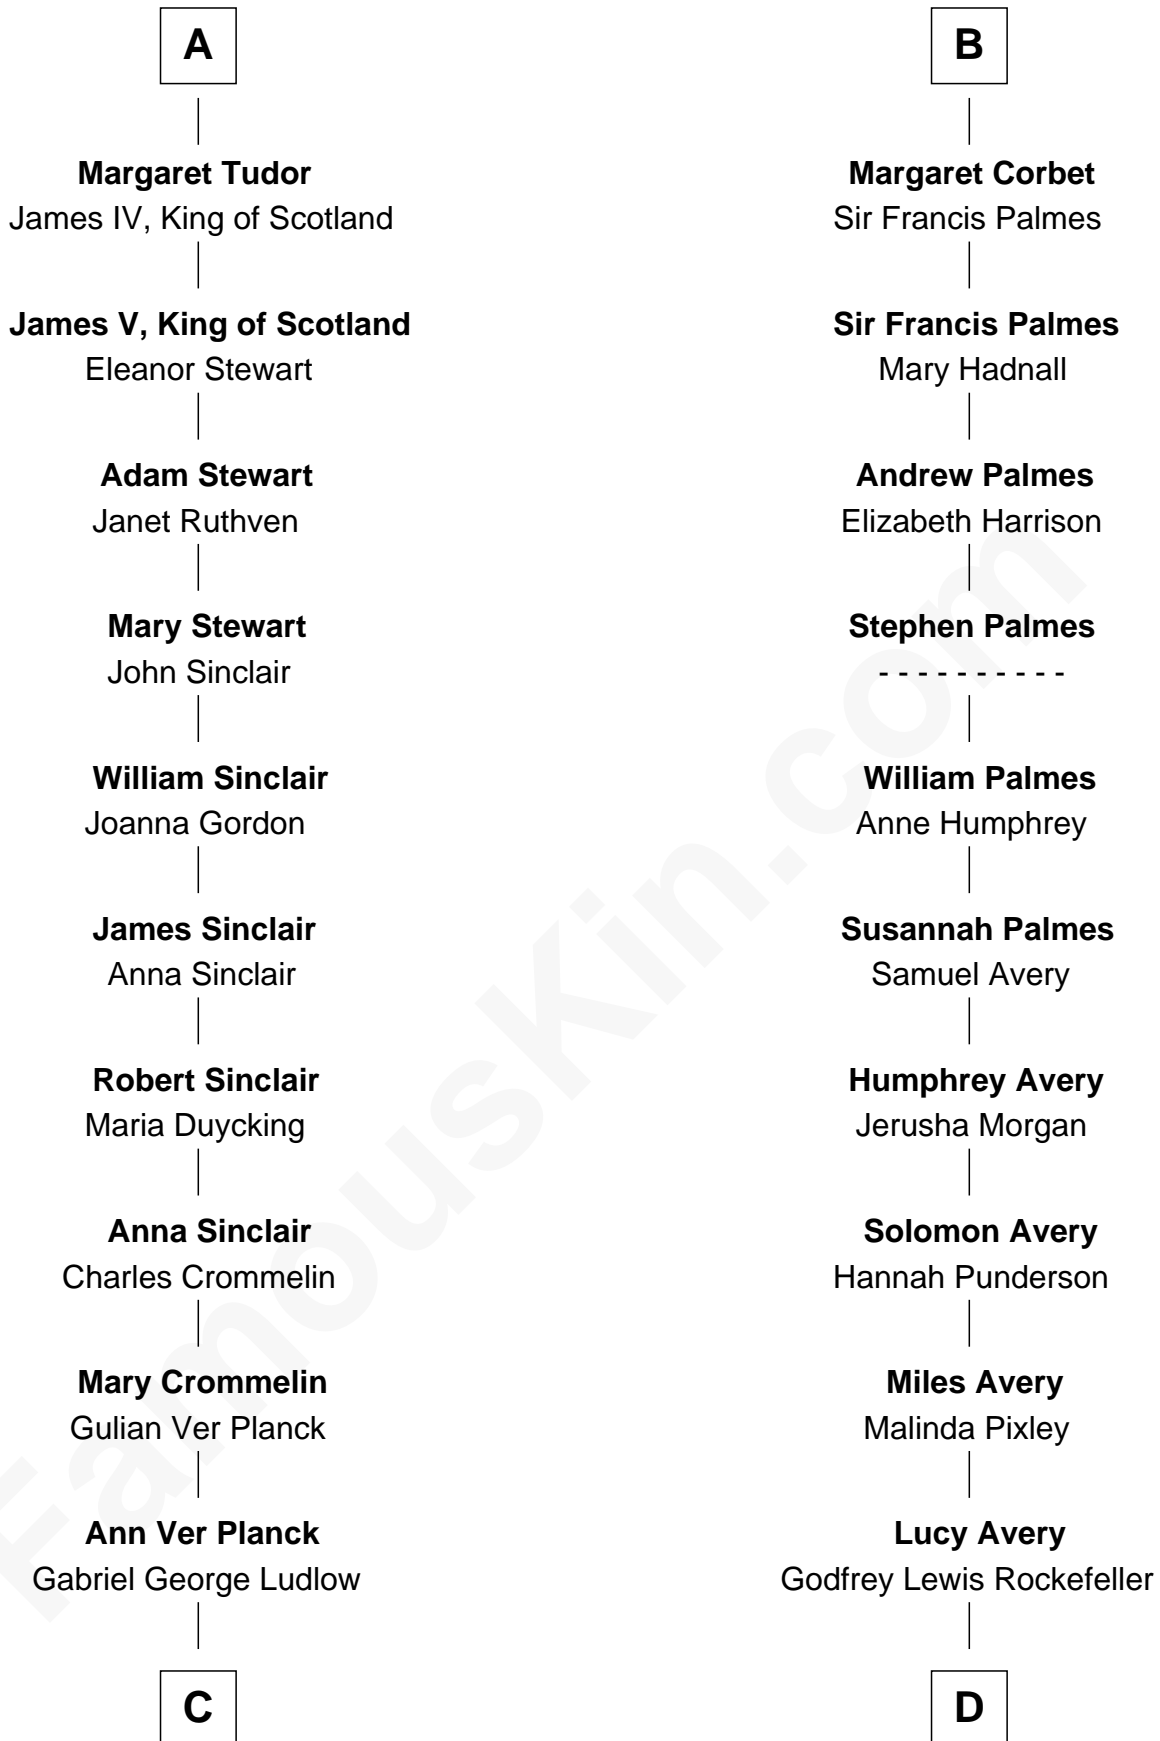 A
Margaret Tudor
James IV, King of Scotland
James V, King of Scotland
Eleanor Stewart
Adam Stewart
Janet Ruthven
Mary Stewart
John Sinclair
William Sinclair
Joanna Gordon
James Sinclair
Anna Sinclair
Robert Sinclair
Maria Duycking
Anna Sinclair
Charles Crommelin
Mary Crommelin
Gulian Ver Planck
Ann Ver Planck
Gabriel George Ludlow
C
B
Margaret Corbet
Sir Francis Palmes
Sir Francis Palmes
Mary Hadnall
Andrew Palmes
Elizabeth Harrison
Stephen Palmes
- - - - - - - - - -
William Palmes
Anne Humphrey
Susannah Palmes
Samuel Avery
Humphrey Avery
Jerusha Morgan
Solomon Avery
Hannah Punderson
Miles Avery
Malinda Pixley
Lucy Avery
Godfrey Lewis Rockefeller
D
FamousKin.com